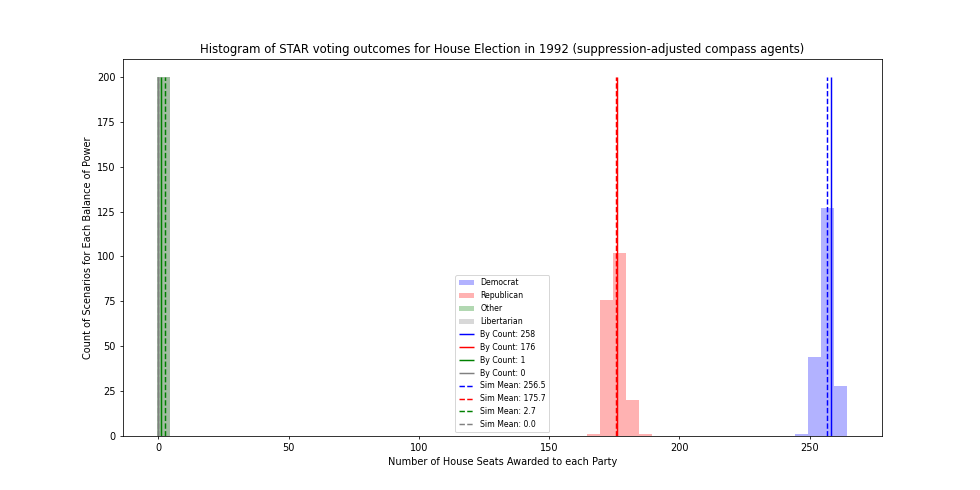 Histogram of STAR voting outcomes for House Election in 1992 (suppression-adjusted compass agents)
Count of Scenarios for Each Balance of Power
200
175
150
125
100
75
50
25
0
Democrat
Republican
Other
Libertarian
By Count: 258
By Count: 176
By Count: 1
By Count: 0
Sim Mean: 256.5
Sim Mean: 175.7
Sim Mean: 2.7
Sim Mean: 0.0
0 50 100 150 200 250
Number of House Seats Awarded to each Party